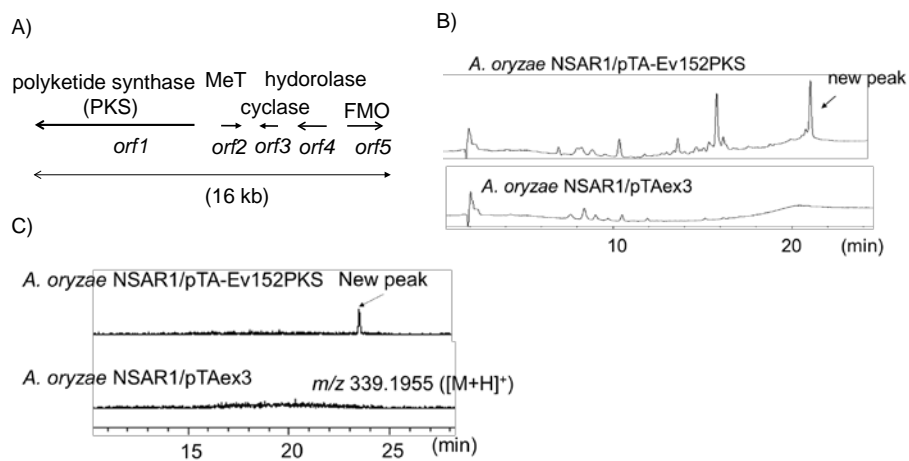 A)
polyketide synthase MeT hydorolase
(PKS) cyclase FMO
orf1 orf2 orf3 orf4 orf5
(16 kb)
B)
A. oryzae NSAR1/pTA-Ev152PKS
new peak
A. oryzae NSAR1/pTAex3
10 20 (min)
C)
A. oryzae NSAR1/pTA-Ev152PKS New peak
A. oryzae NSAR1/pTAex3 m/z 339.1955 ([M+H]+)
15 20 25 (min)